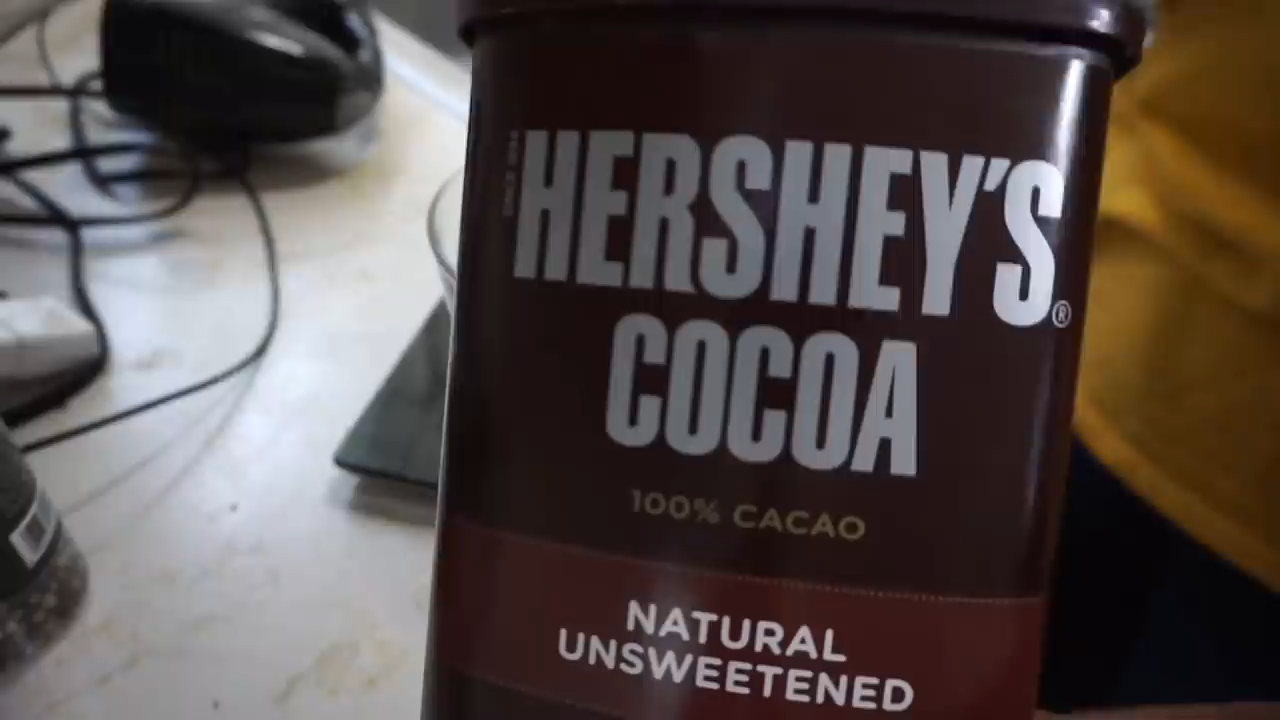 HERSHEY'S®
COCOA
100% CACAO
NATURAL
UNSWEETENED